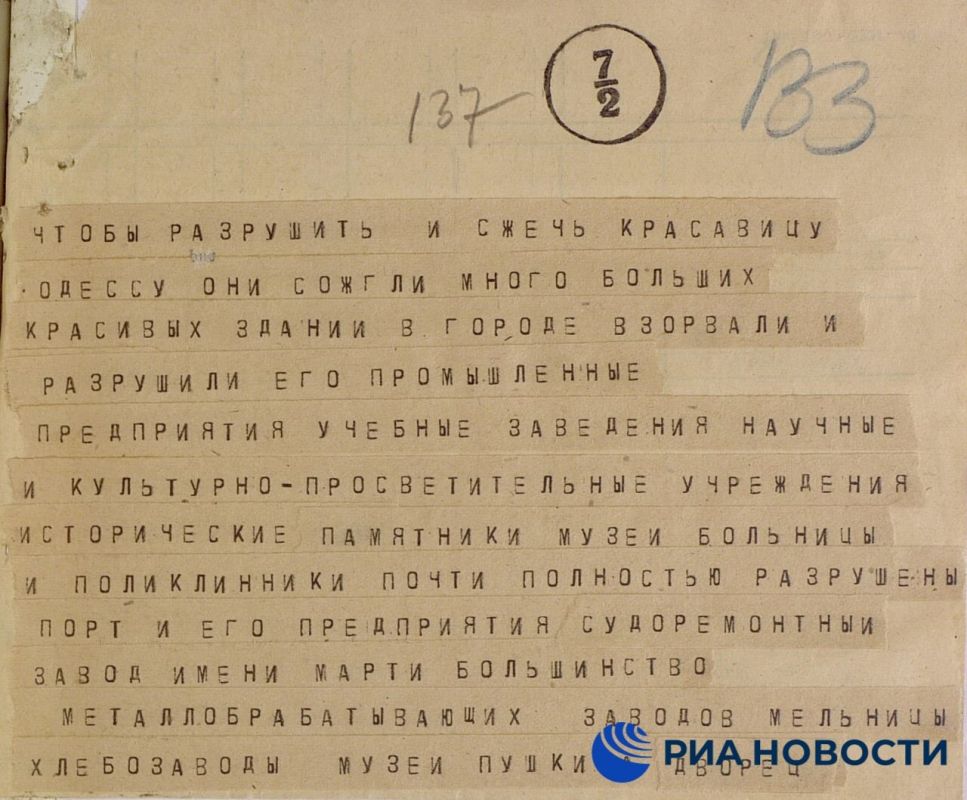 137
7
2
133
ЧТОБЫ РАЗРУШИТЬ И СЖЕЧЬ КРАСАВИЦУ
ОДЕССУ ОНИ СОЖГЛИ МНОГО БОЛЬШИХ
КРАСИВЫХ ЗДАНИИ В ГОРОДЕ ВЗОРВАЛИ И
РАЗРУШИЛИ ЕГО ПРОМЫШЛЕННЫЕ
ПРЕДПРИЯТИЯ УЧЕБНЫЕ ЗАВЕДЕНИЯ НАУЧНЫЕ
И КУЛЬТУРНО-ПРОСВЕТИТЕЛЬНЫЕ УЧРЕЖДЕНИЯ
ИСТОРИЧЕСКИЕ ПАМЯТНИКИ МУЗЕИ БОЛЬНИЦЫ
И ПОЛИКЛИННИКИ ПОЧТИ ПОЛНОСТЬЮ РАЗРУШЕНЫ
ПОРТ И ЕГО ПРЕДПРИЯТИЯ СУДОРЕМОНТНЫИ
ЗАВОД ИМЕНИ МАРТИ БОЛЬШИНСТВО
МЕТАЛЛОБРАБАТЫВАЮЩИХ ЗАВОДОВ МЕЛЬНИЦЫ
ХЛЕБОЗАВОДЫ МУЗЕИ ДВОРЕЦ
РИА НОВОСТИ